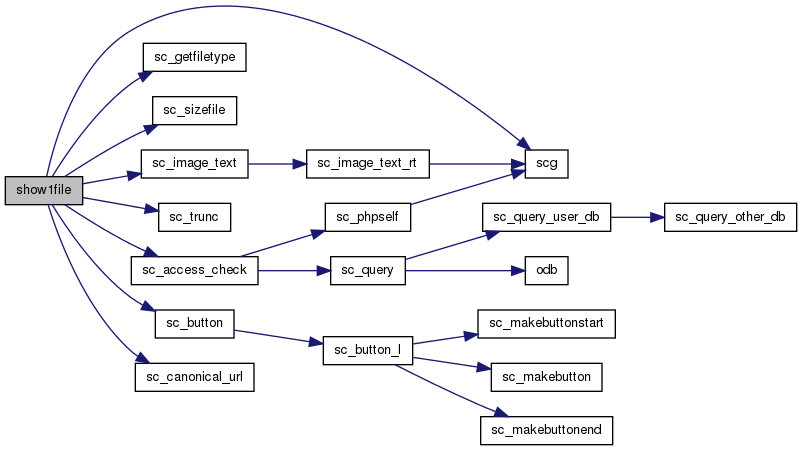 show1file
sc_getfiletype
sc_sizefile
sc_image_text
sc_image_text_rt
scg
sc_trunc
sc_phpself
sc_query_user_db
sc_query_other_db
sc_access_check
sc_query
odb
sc_button
sc_button_l
sc_makebuttonstart
sc_makebutton
sc_canonical_url
sc_makebuttonend